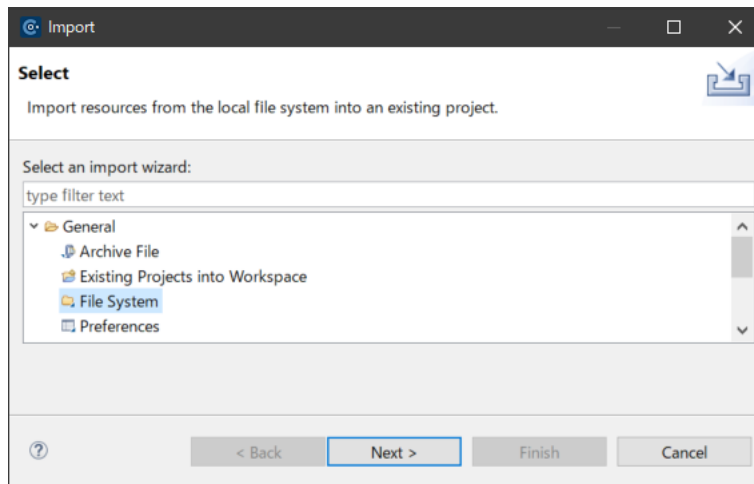 Import
Select
Import resources from the local file system into an existing project.
Select an import wizard:
type filter text
General
Archive File
Existing Projects into Workspace
File System
Preferences
? < Back Next > Finish Cancel